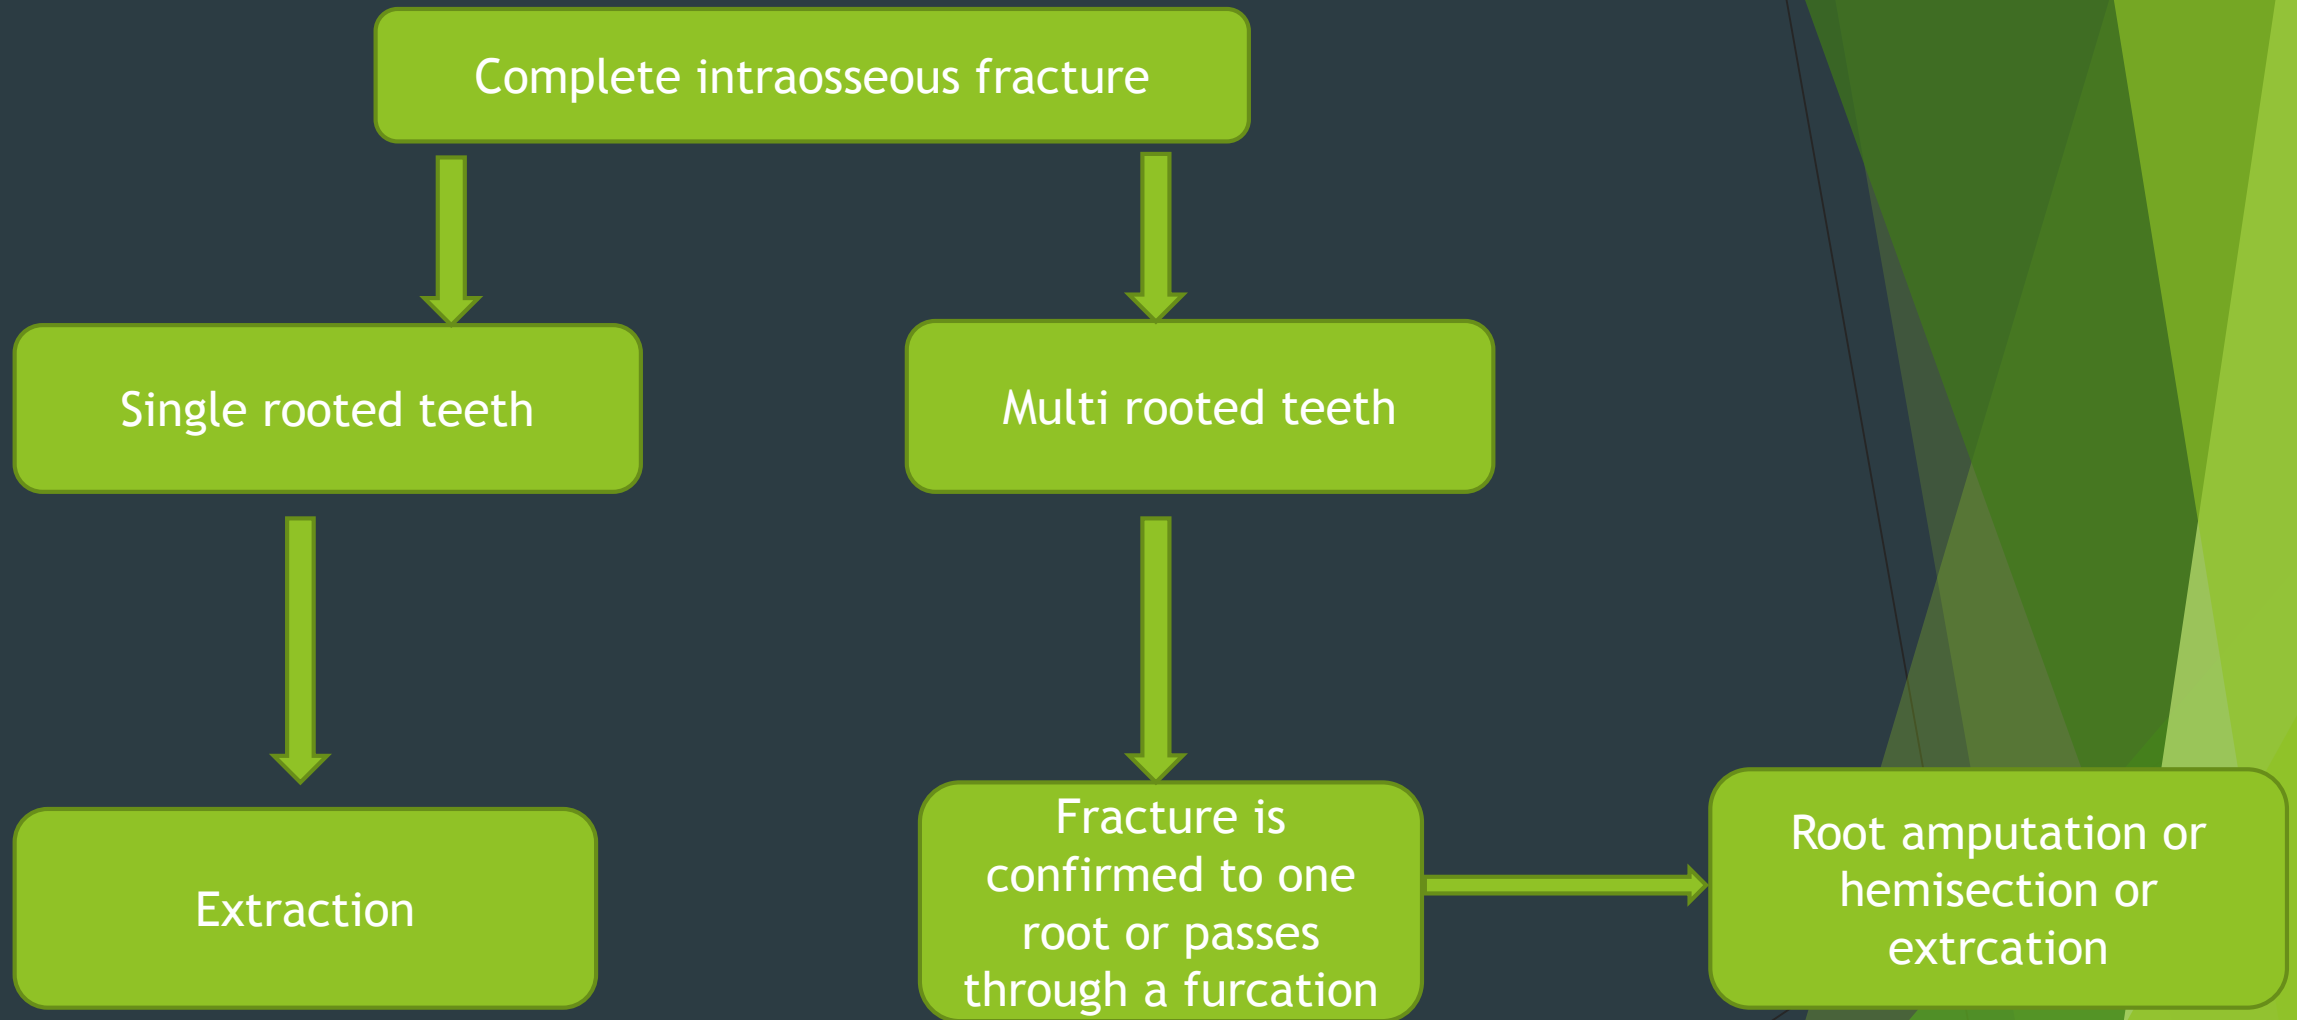 Complete intraosseous fracture
Single rooted teeth
Multi rooted teeth
Extraction
Fracture is
confirmed to one
root or passes
through a furcation
Root amputation or
hemisection or
extrcation